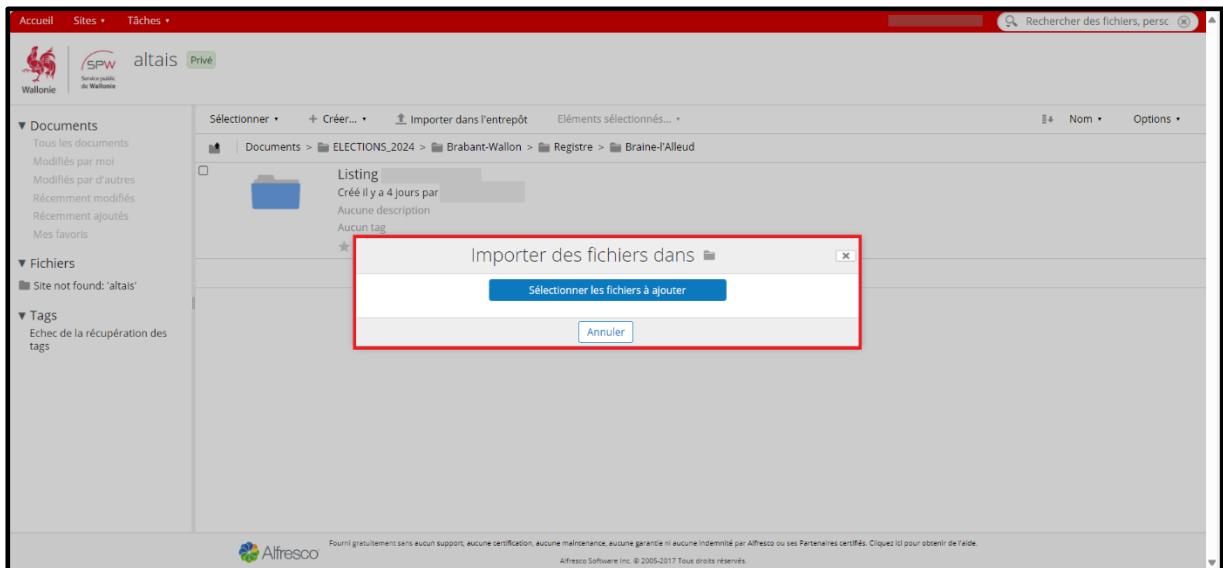 Accueil Sites Tâches Rechercher des fichiers, persc
altais Privé
Wallonie
SPW
Service public
de Wallonie
Sélectionner + Créer... Importer dans l'entrepôt Eléments sélectionnés... Nom Options
Documents > ELECTIONS_2024 > Brabant-Wallon > Registre > Braine-l'Alleud
Documents
Tous les documents
Modifiés par moi
Modifiés par d'autres
Récemment modifiés
Récemment ajoutés
Mes favoris
Fichiers
Site not found: 'altais'
Tags
Echec de la récupération des
tags
Listing
Créé il y a 4 jours par
Aucune description
Aucun tag
Importer des fichiers dans
Sélectionner les fichiers à ajouter
Annuler
Alfresco
Fourni gratuitement sans aucun support, aucune certification, aucune maintenance, aucune garantie ni aucune indemnité par Alfresco ou ses Partenaires certifiés. Cliquez ici pour obtenir de l'aide.
Alfresco Software Inc. © 2005-2017 Tous droits réservés.